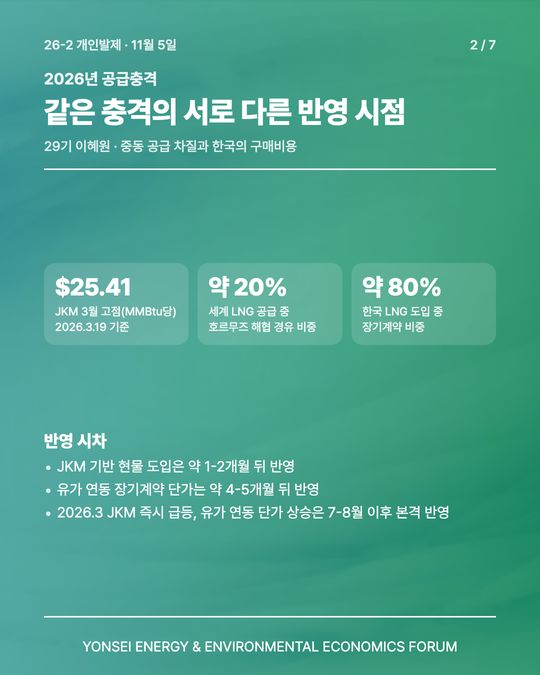 26-2 개인발제 · 11월 5일
2 / 7
2026년 공급충격
같은 충격의 서로 다른 반영 시점
29기 이혜원 · 중동 공급 차질과 한국의 구매비용
$25.41
JKM 3월 고점(MMBtu당)
2026.3.19 기준
약 20%
세계 LNG 공급 중
호르무즈 해협 경유 비중
약 80%
한국 LNG 도입 중
장기계약 비중
반영 시차
• JKM 기반 현물 도입은 약 1-2개월 뒤 반영
• 유가 연동 장기계약 단가는 약 4-5개월 뒤 반영
• 2026.3 JKM 즉시 급등, 유가 연동 단가 상승은 7-8월 이후 본격 반영
YONSEI ENERGY & ENVIRONMENTAL ECONOMICS FORUM